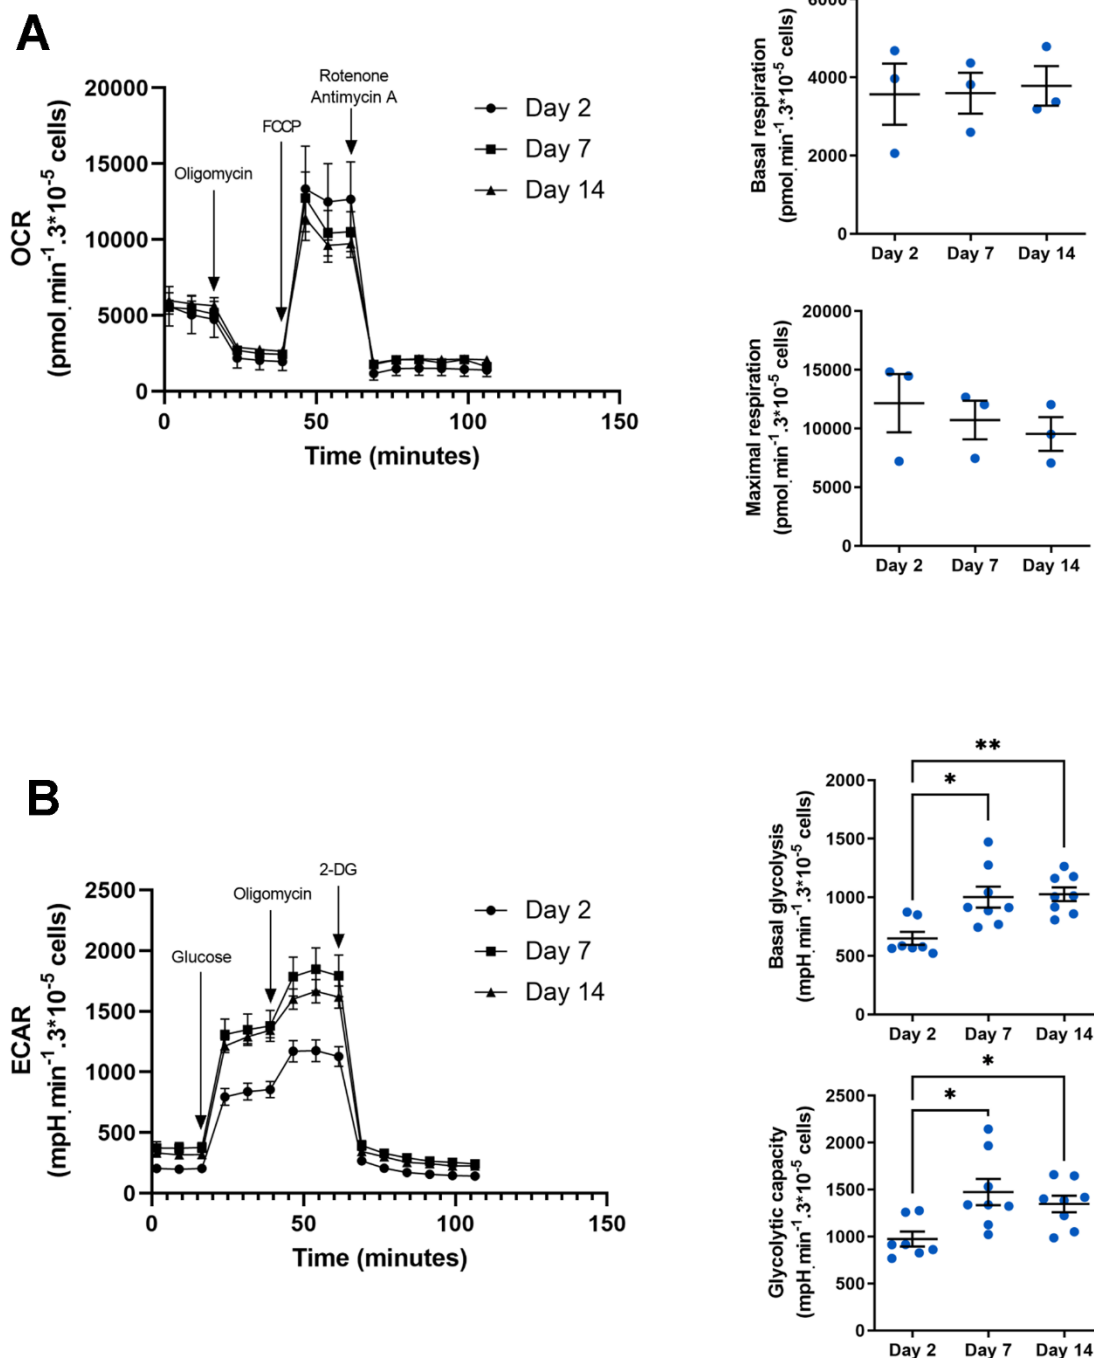 A
OCR
(pmol.min⁻¹.3*10⁻⁵ cells)
20000
15000
10000
5000
0
Oligomycin
FCCP
Rotenone
Antimycin A
Day 2
Day 7
Day 14
0
50
100
150
Time (minutes)
Basal respiration
(pmol.min⁻¹.3*10⁻⁵ cells)
6000
4000
2000
0
Day 2
Day 7
Day 14
Maximal respiration
(pmol.min⁻¹.3*10⁻⁵ cells)
20000
15000
10000
5000
0
Day 2
Day 7
Day 14
B
ECAR
(mpH.min⁻¹.3*10⁻⁵ cells)
2500
2000
1500
1000
500
0
Glucose
Oligomycin
2-DG
Day 2
Day 7
Day 14
0
50
100
150
Time (minutes)
Basal glycolysis
(mpH.min⁻¹.3*10⁻⁵ cells)
2000
1500
1000
500
0
**
*
Day 2
Day 7
Day 14
Glycolytic capacity
(mpH.min⁻¹.3*10⁻⁵ cells)
2500
2000
1500
1000
500
0
*
*
Day 2
Day 7
Day 14